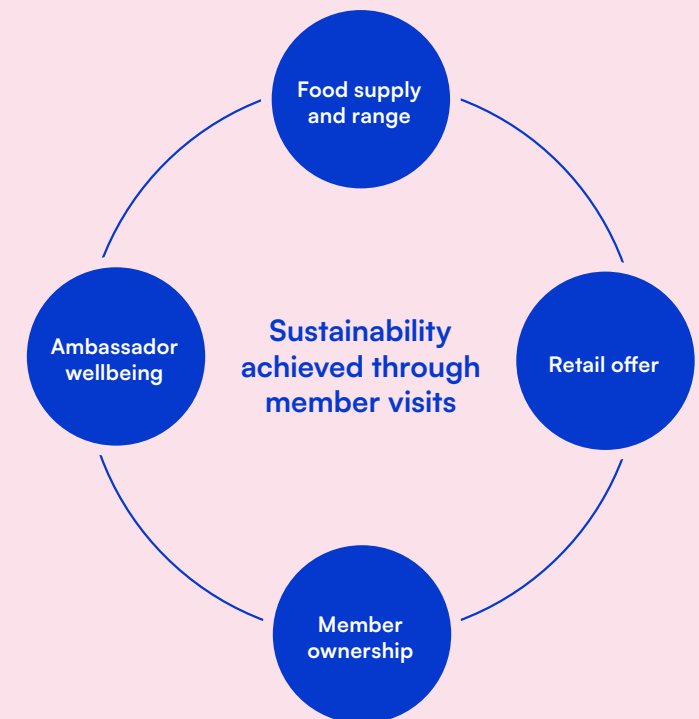 Food supply
and range
Ambassador
wellbeing
Sustainability
achieved through
member visits
Retail offer
Member
ownership